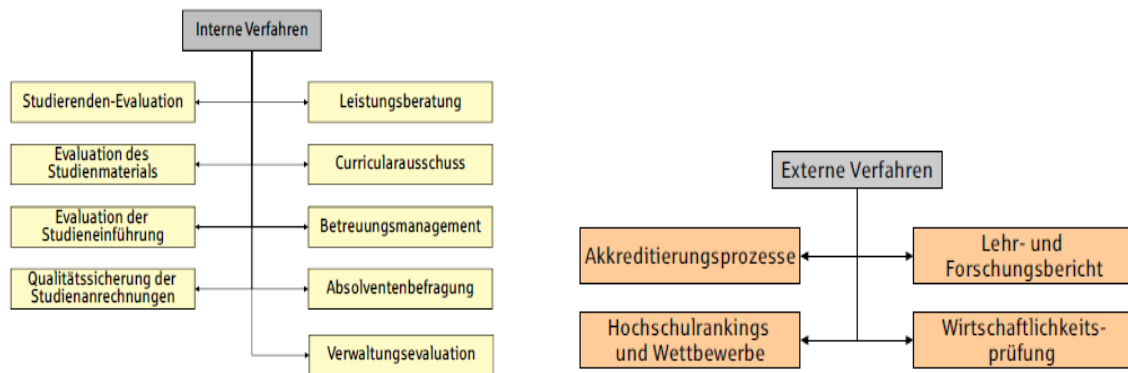 Interne Verfahren
Studierenden-Evaluation
Leistungsberatung
Evaluation des
Studienmaterials
Curricularausschuss
Evaluation der
Studieneinführung
Betreuungsmanagement
Qualitätssicherung der
Studienanrechnungen
Absolventenbefragung
Verwaltungsevaluation
Externe Verfahren
Akkreditierungsprozesse
Lehr- und
Forschungsbericht
Hochschulrankings
und Wettbewerbe
Wirtschaftlichkeits-
prüfung